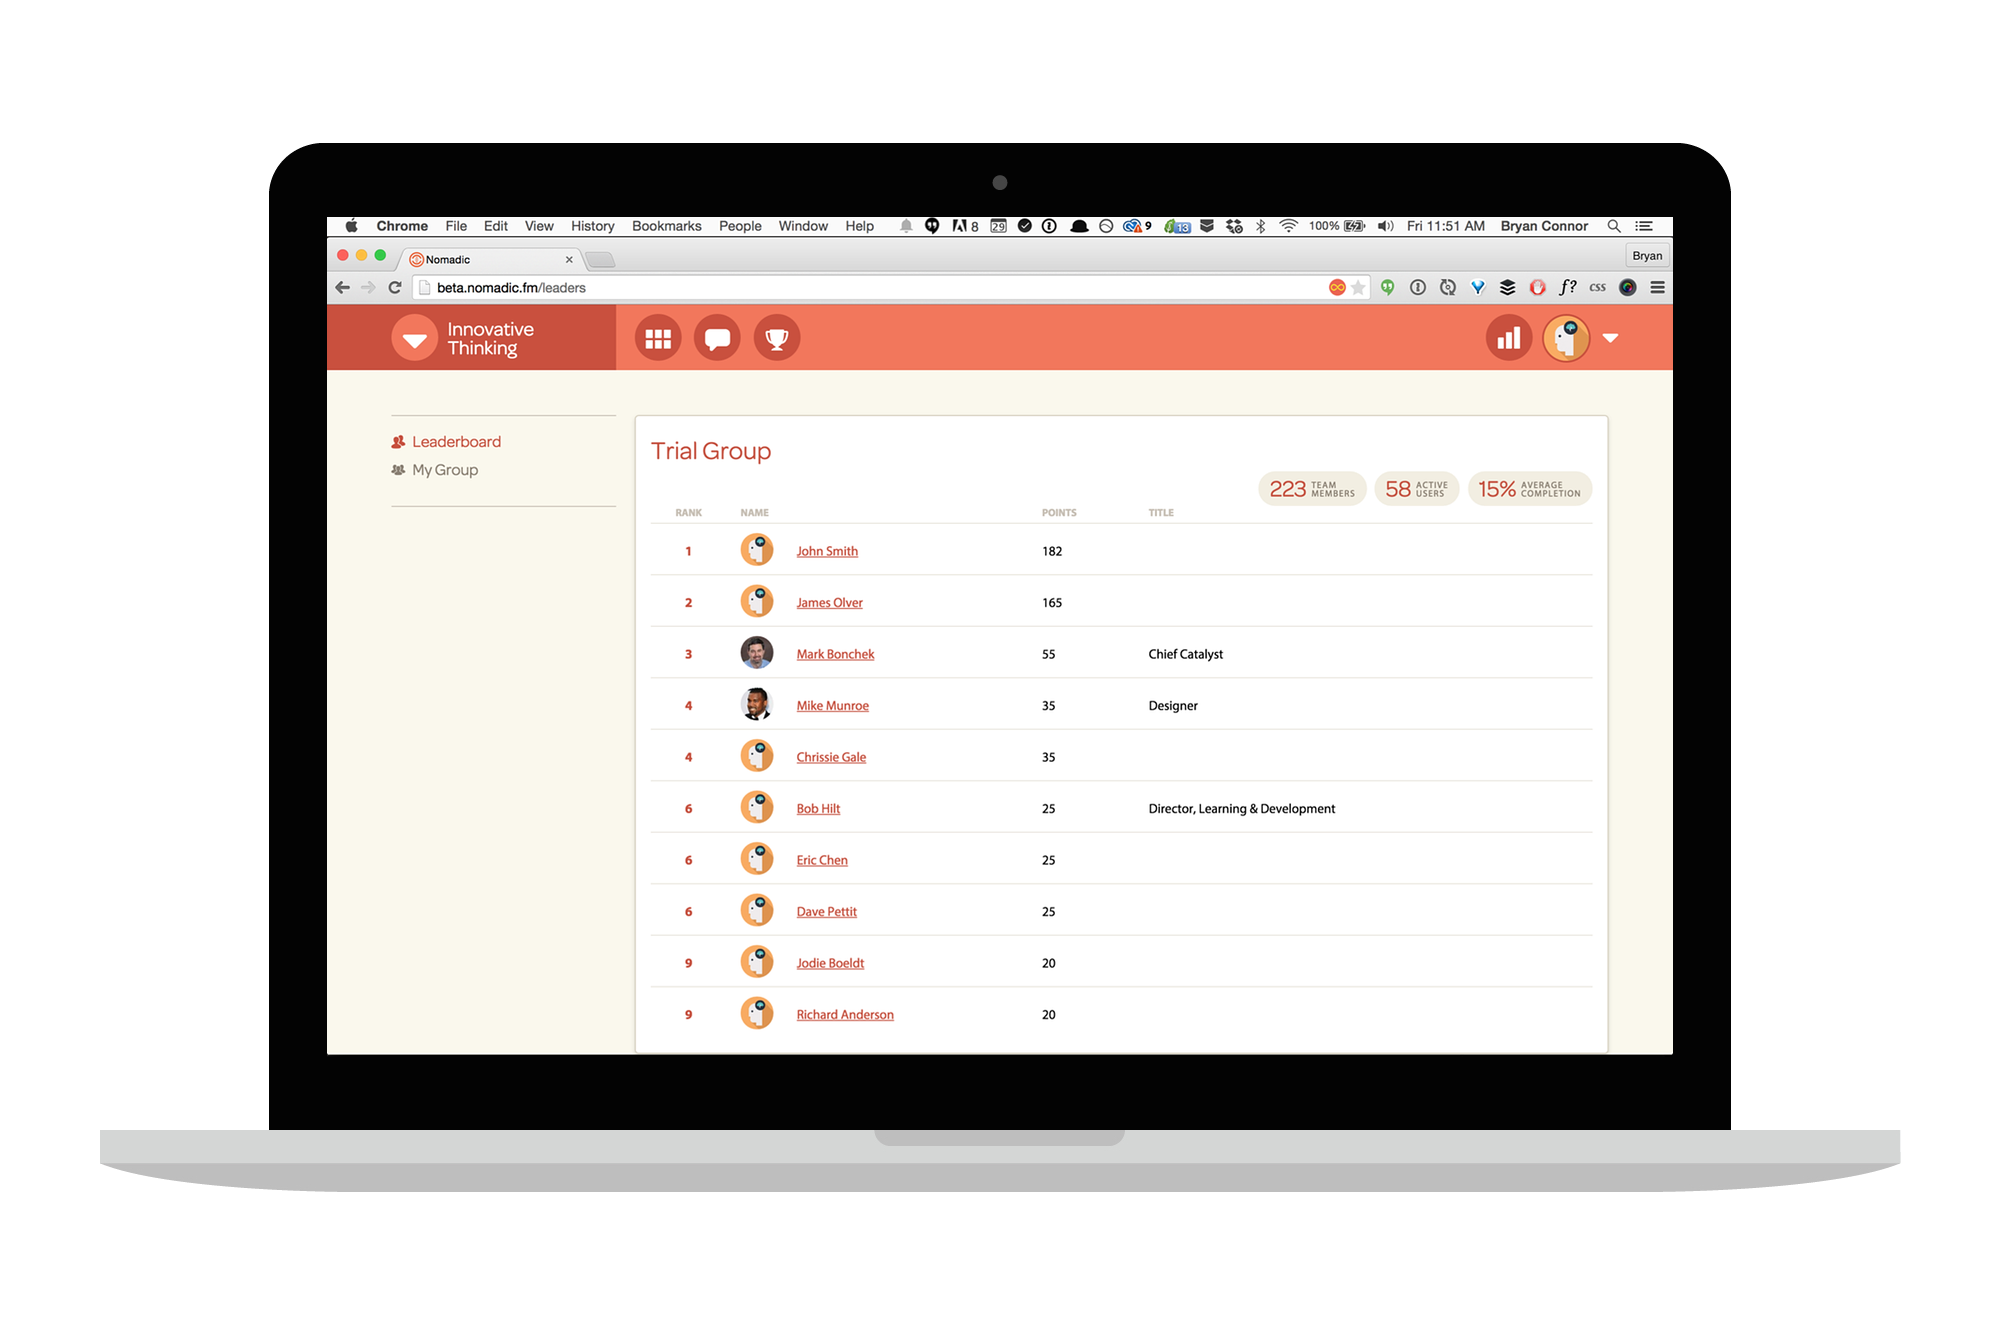 Chrome File Edit View History Bookmarks People Window Help 8 29 9 13 100% Fri 11:51 AM Bryan Connor
Nomadic
Bryan
beta.nomadic.fm/leaders
f? css
Innovative
Thinking
Leaderboard
My Group
Trial Group
223 TEAM MEMBERS 58 ACTIVE USERS 15% AVERAGE COMPLETION
RANK NAME POINTS TITLE
1 John Smith 182
2 James Olver 165
3 Mark Bonchek 55 Chief Catalyst
4 Mike Munroe 35 Designer
4 Chrissie Gale 35
6 Bob Hilt 25 Director, Learning & Development
6 Eric Chen 25
6 Dave Pettit 25
9 Jodie Boeldt 20
9 Richard Anderson 20